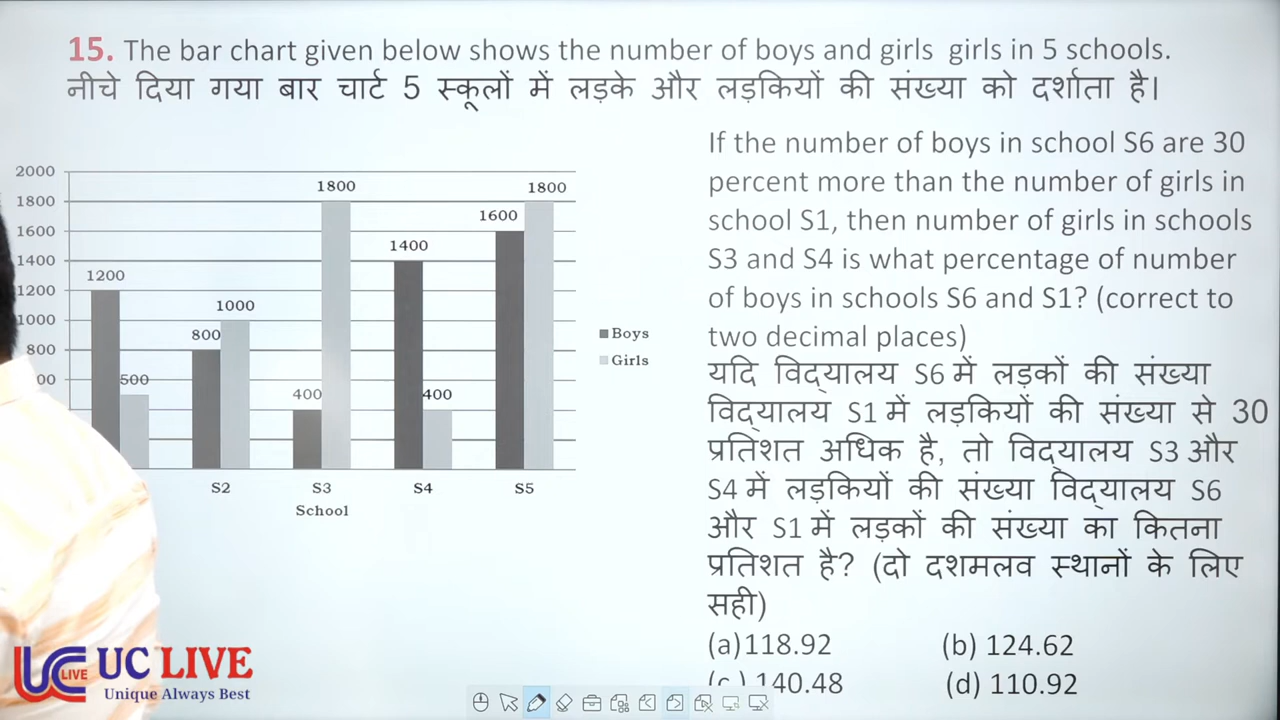 15. The bar chart given below shows the number of boys and girls  girls in 5 schools.
नीचे दिया गया बार चार्ट 5 स्कूलों में लड़के और लड़कियों की संख्या को दर्शाता है।
If the number of boys in school S6 are 30
percent more than the number of girls in
school S1, then number of girls in schools
S3 and S4 is what percentage of number
of boys in schools S6 and S1? (correct to
two decimal places)
यदि विद्यालय S6 में लड़कों की संख्या
विद्यालय S1 में लड़कियों की संख्या से 30
प्रतिशत अधिक है, तो विद्यालय S3 और
S4 में लड़कियों की संख्या विद्यालय S6
और S1 में लड़कों की संख्या का कितना
प्रतिशत है? (दो दशमलव स्थानों के लिए
सही)
(a)118.92 (b) 124.62
(c) 140.48 (d) 110.92
2000
1800
1600
1400
1200
1000
800
00
1200
500
800
1000
400
1800
1400
400
1600
1800
S2 S3 S4 S5
School
Boys
Girls
UC LIVE UC LIVE
Unique Always Best